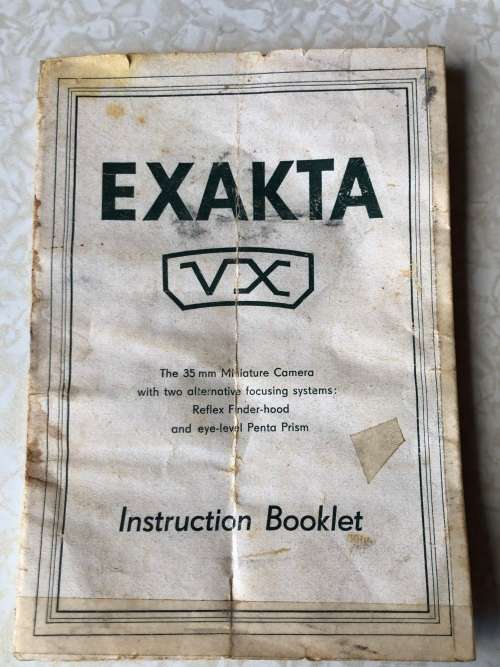 EXAKTA
VX
The 35 mm Miniature Camera
with two alternative focusing systems:
Reflex Finder-hood
and eye-level Penta Prism
Instruction Booklet